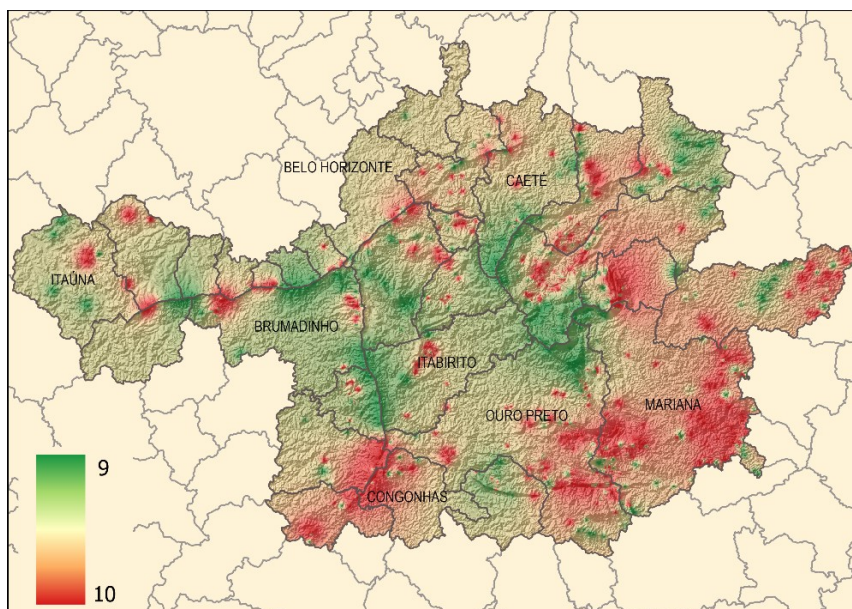 BELO HORIZONTE
CAETÉ
ITAÚNA
BRUMADINHO
ITABIRITO
OURO PRETO
MARIANA
CONGONHAS
9
10